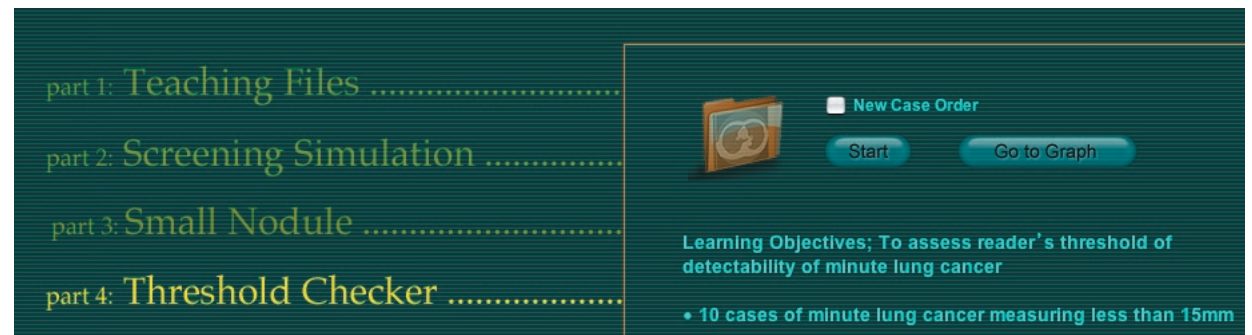 part 1: Teaching Files ..........................
part 2: Screening Simulation ..............
part 3: Small Nodule ...........................
part 4: Threshold Checker ...................
New Case Order
Start Go to Graph
Learning Objectives; To assess reader's threshold of
detectability of minute lung cancer
• 10 cases of minute lung cancer measuring less than 15mm